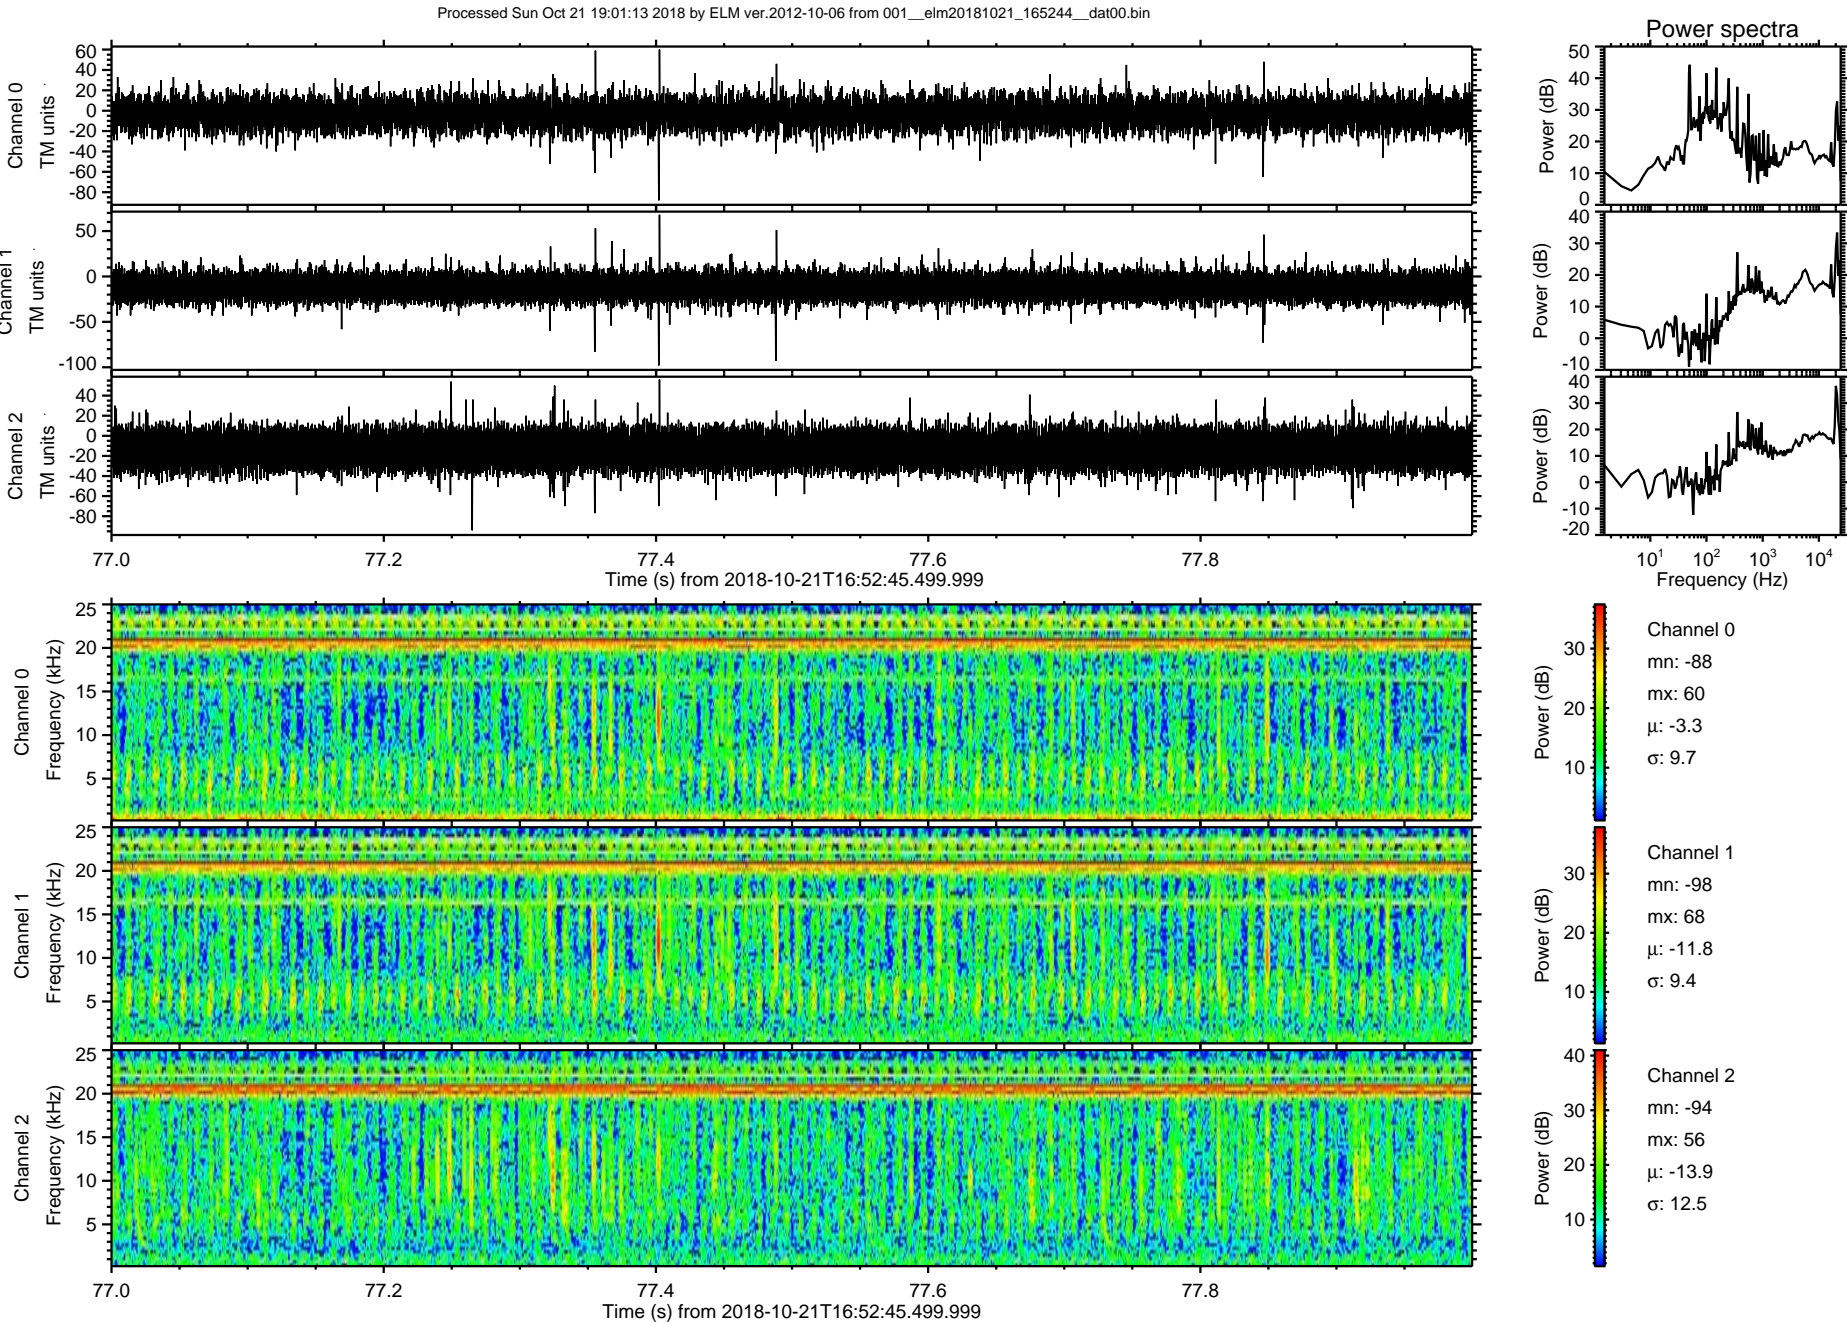 Processed Sun Oct 21 19:01:13 2018 by ELM ver.2012-10-06 from 001__elm20181021_165244__dat00.bin
Power spectra
Channel 0
TM units
60
40
20
0
-20
-40
-60
-80
Power (dB)
50
40
30
20
10
0
Channel 1
TM units
50
0
-50
-100
Power (dB)
40
30
20
10
0
-10
Channel 2
TM units
40
20
0
-20
-40
-60
-80
Power (dB)
40
30
20
10
0
-10
-20
77.0 77.2 77.4 77.6 77.8
Time (s) from 2018-10-21T16:52:45.499.999
10¹ 10² 10³ 10⁴
Frequency (Hz)
Channel 0
Frequency (kHz)
25
20
15
10
5
Power (dB)
30
20
10
Channel 0
mn: -88
mx: 60
μ: -3.3
σ: 9.7
Channel 1
Frequency (kHz)
25
20
15
10
5
Power (dB)
30
20
10
Channel 1
mn: -98
mx: 68
μ: -11.8
σ: 9.4
Channel 2
Frequency (kHz)
25
20
15
10
5
Power (dB)
40
30
20
10
Channel 2
mn: -94
mx: 56
μ: -13.9
σ: 12.5
77.0 77.2 77.4 77.6 77.8
Time (s) from 2018-10-21T16:52:45.499.999